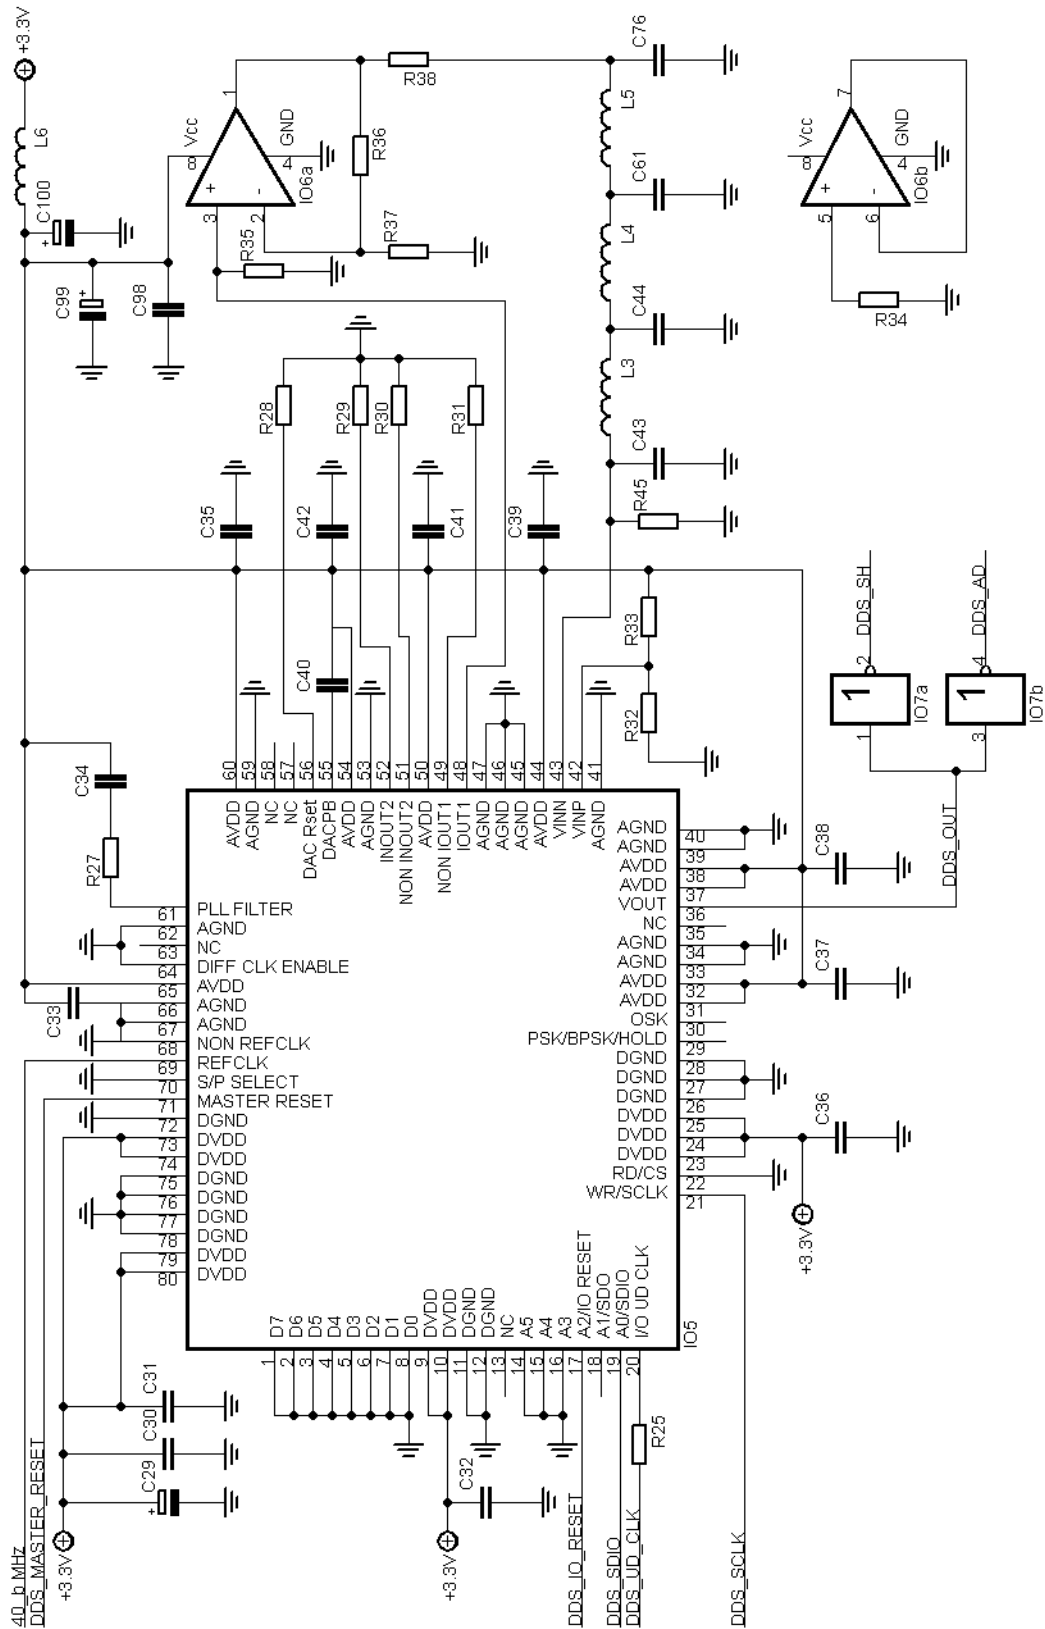 +3.3V
L6
C100
C99
C98
+
+
Vcc
8
1
GND
4
IO6a
+
-
3
2
R35
R36
R37
R38
C76
L5
C61
L4
C44
L3
C43
R45
7
Vcc
8
GND
4
IO6b
+
-
5
6
R34
R28
R29
R30
R31
C35
C42
C41
C39
C40
R33
R32
C34
R27
60
59
58
57
56
55
54
53
52
51
50
49
48
47
46
45
44
43
42
41
AVDD
AGND
NC
NC
DAC Rset
DACPB
AVDD
AGND
INOUT2
NON INOUT2
AVDD
NON IOUT1
IOUT1
AGND
AGND
AGND
AVDD
VINN
VINP
AGND
DDS_SH
DDS_AD
2
1
1
IO7a
4
1
3
IO7b
DDS_OUT
61 PLL FILTER
62 AGND
63 NC
64 DIFF CLK ENABLE
65 AVDD
66 AGND
67 AGND
68 NON REFCLK
69 REFCLK
70 S/P SELECT
71 MASTER RESET
72 DGND
73 DVDD
74 DVDD
75 DGND
76 DGND
77 DGND
78 DGND
79 DVDD
80 DVDD
C33
AGND 40
AGND 39
AVDD 38
AVDD 37
VOUT 36
NC 35
AGND 34
AGND 33
AVDD 32
AVDD 31
OSK 30
PSK/BPSK/HOLD 29
DGND 28
DGND 27
DGND 26
DVDD 25
DVDD 24
DVDD 23
RD/CS 22
WR/SCLK 21
C38
C37
C36
+3.3V
D7
D6
D5
D4
D3
D2
D1
D0
DVDD
DVDD
DGND
DGND
NC
A5
A4
A3
A2/IO RESET
A1/SDO
A0/SDIO
I/O UD CLK
IO5
1
2
3
4
5
6
7
8
9
10
11
12
13
14
15
16
17
18
19
20
C31
C30
C29
+
C32
R25
+3.3V
+3.3V
40_b MHz
DDS_MASTER_RESET
DDS_IO_RESET
DDS_SDIO
DDS_UD_CLK
DDS_SCLK